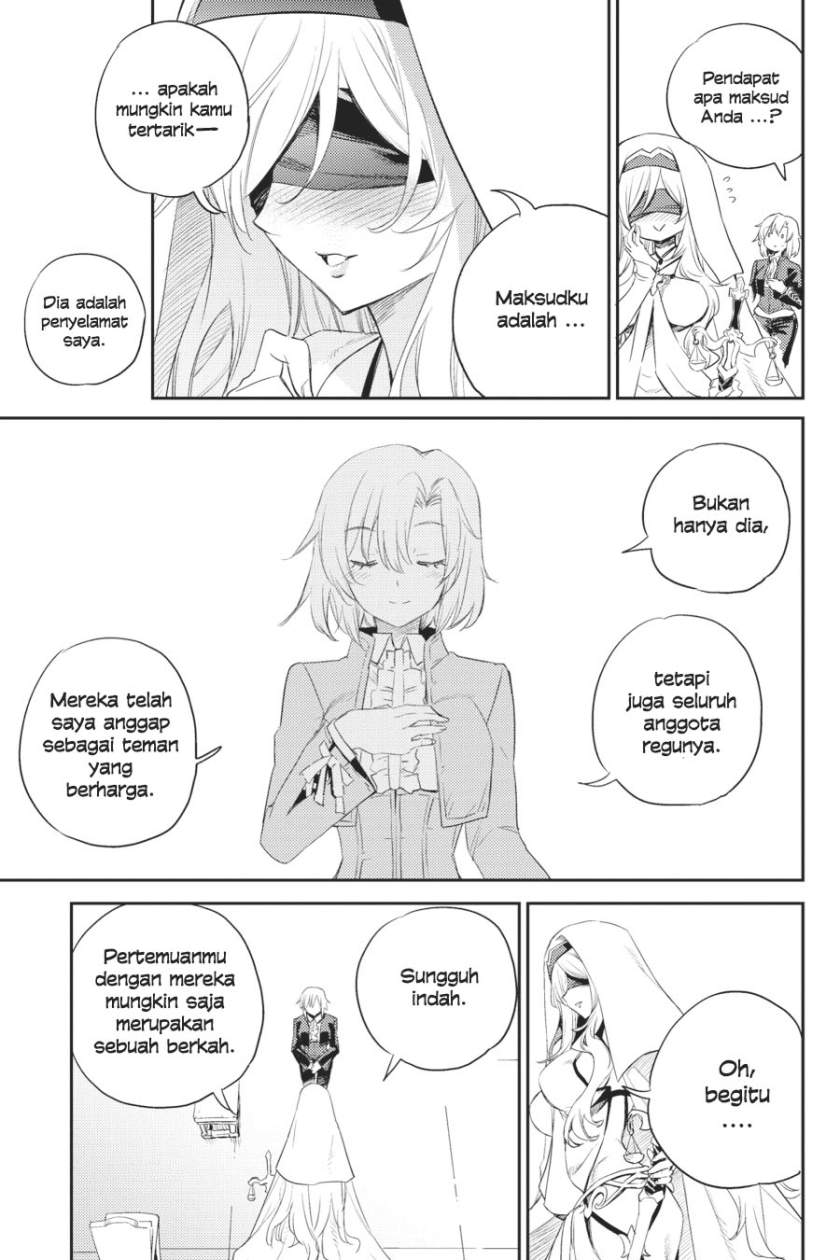 Pendapat
apa maksud
Anda ...?
Maksudku
adalah ...
... apakah
mungkin kamu
tertarik—
Dia adalah
penyelamat
saya.
Bukan
hanya dia,
tetapi
juga seluruh
anggota
regunya.
Mereka telah
saya anggap
sebagai teman
yang
berharga.
Oh,
begitu
....
Sungguh
indah.
Pertemuanmu
dengan mereka
mungkin saja
merupakan
sebuah berkah.